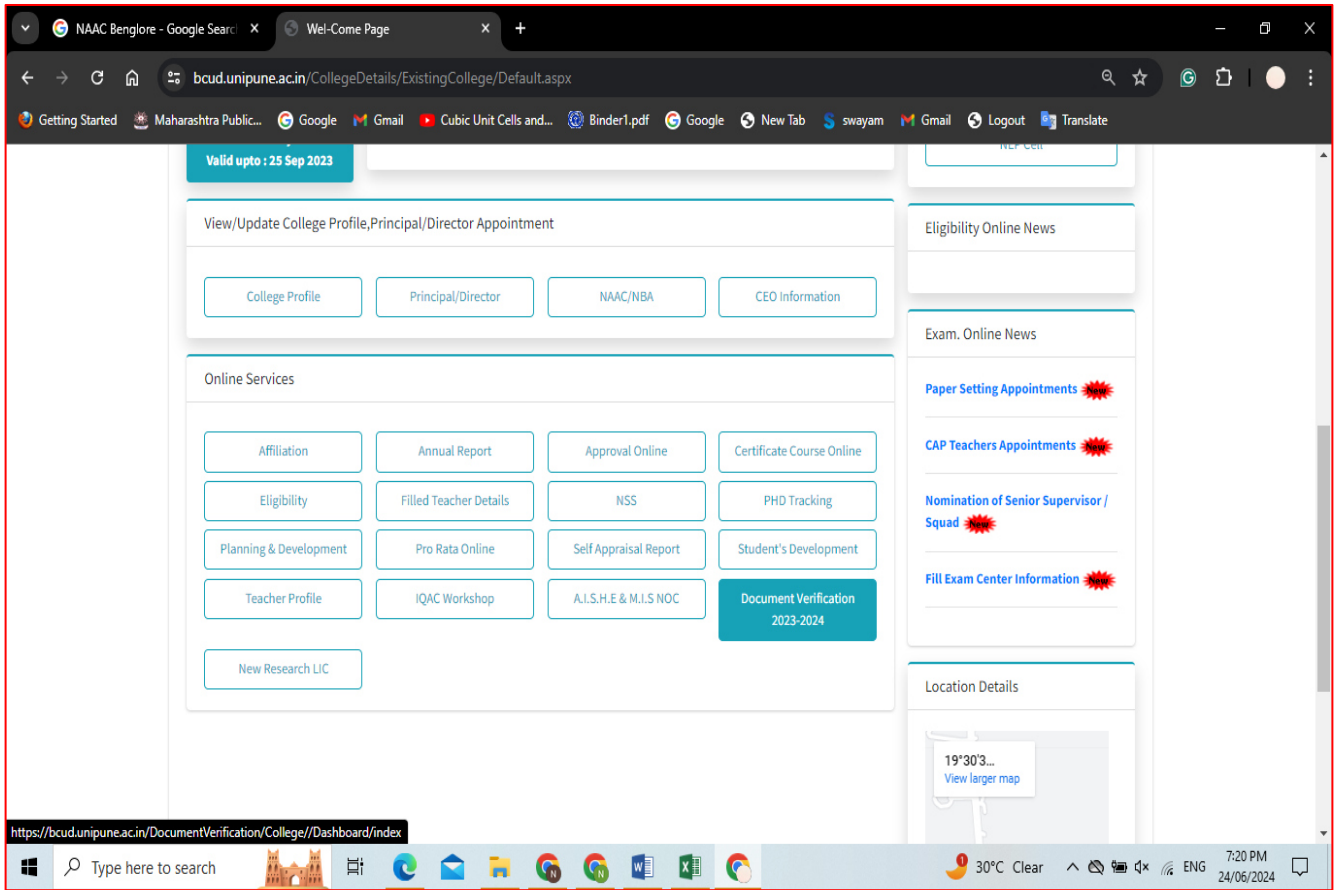 NAAC Benglore - Google Searc
Wel-Come Page
bcud.unipune.ac.in/CollegeDetails/ExistingCollege/Default.aspx
Getting Started Maharashtra Public... Google Gmail Cubic Unit Cells and... Binder1.pdf Google New Tab swayam Gmail Logout Translate
Valid upto : 25 Sep 2023
View/Update College Profile,Principal/Director Appointment
College Profile Principal/Director NAAC/NBA CEO Information
Online Services
Affiliation Annual Report Approval Online Certificate Course Online
Eligibility Filled Teacher Details NSS PHD Tracking
Planning & Development Pro Rata Online Self Appraisal Report Student's Development
Teacher Profile IQAC Workshop A.I.S.H.E & M.I.S NOC Document Verification
2023-2024
New Research LIC
NEP Cell
Eligibility Online News
Exam. Online News
Paper Setting Appointments New
CAP Teachers Appointments New
Nomination of Senior Supervisor /
Squad New
Fill Exam Center Information New
Location Details
19°30'3...
View larger map
https://bcud.unipune.ac.in/DocumentVerification/College//Dashboard/index
Type here to search
30°C Clear
ENG
7:20 PM
24/06/2024